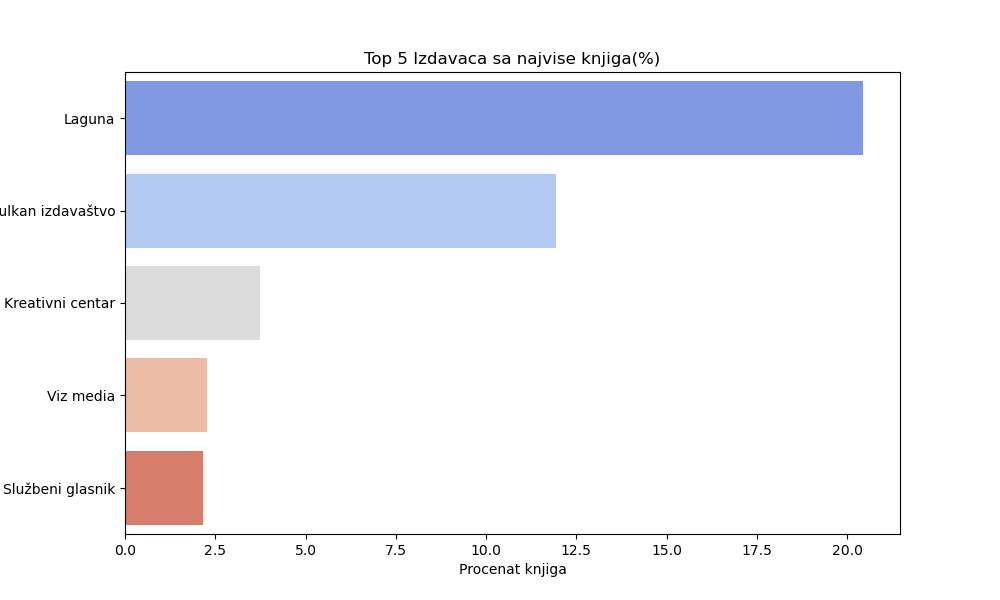 Top 5 Izdavaca sa najvise knjiga(%)
Laguna
ulkan izdavaštvo
Kreativni centar
Viz media
Službeni glasnik
0.0 2.5 5.0 7.5 10.0 12.5 15.0 17.5 20.0
Procenat knjiga